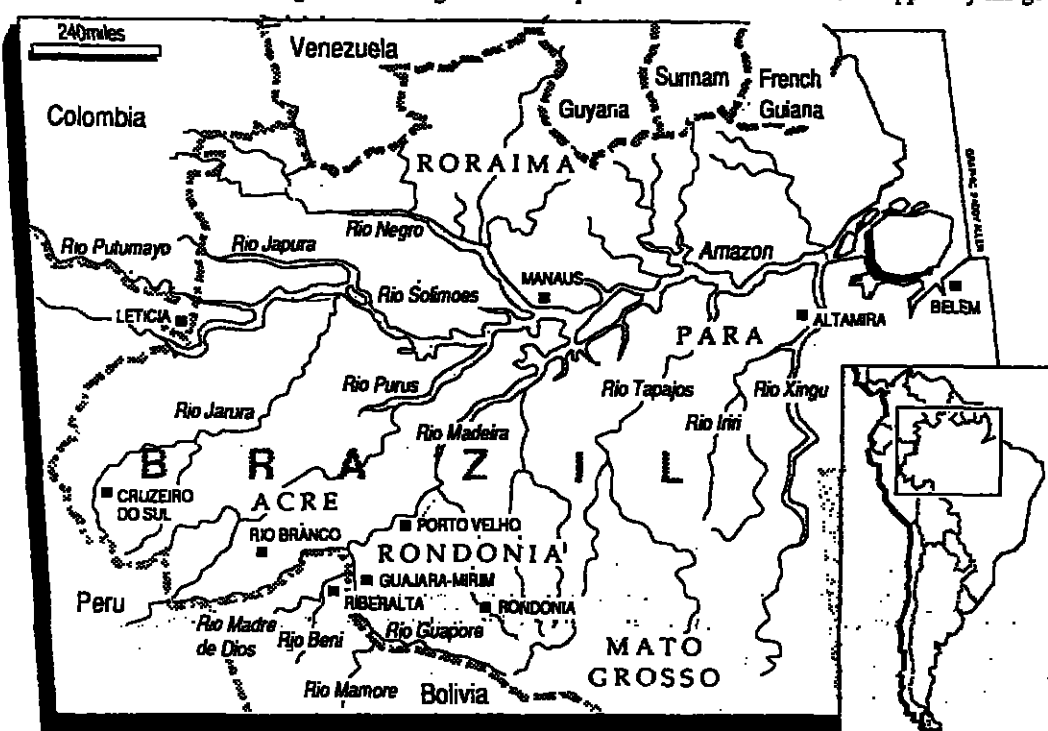 240miles
Venezuela
Colombia
Guyana
Surinam
French
Guiana
RORAIMA
Rio Putumayo
Rio Japura
Rio Negro
Amazon
Rio Solimoes
MANAUS
LETICIA
BELEM
ALTAMIRA
PARA
Rio Purus
Rio Tapajos
Rio Xingu
Rio Jarura
Rio Iriri
Rio Madeira
BRAZIL
CRUZEIRO
DO SUL
ACRE
RIO BRANCO
PORTO VELHO
RONDONIA
GUAJARA-MIRIM
Peru
RIBERALTA
RONDONIA
Rio Madre
de Dios
Rio Beni
Rio Guapore
MATO
GROSSO
Rio Mamore
Bolivia